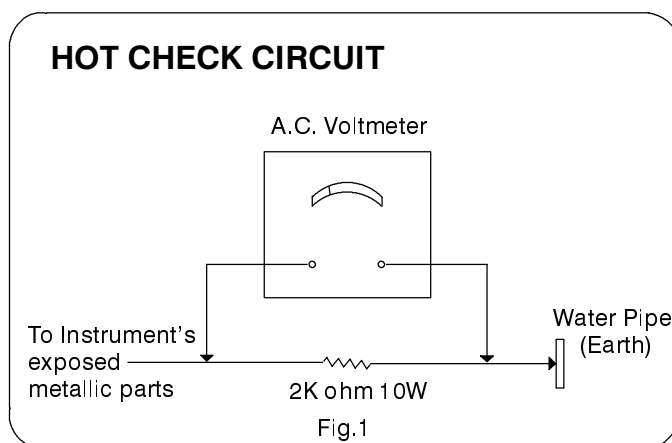 HOT CHECK CIRCUIT
A.C. Voltmeter
To Instrument's
exposed
metallic parts
Water Pipe
(Earth)
2K ohm 10W
Fig.1